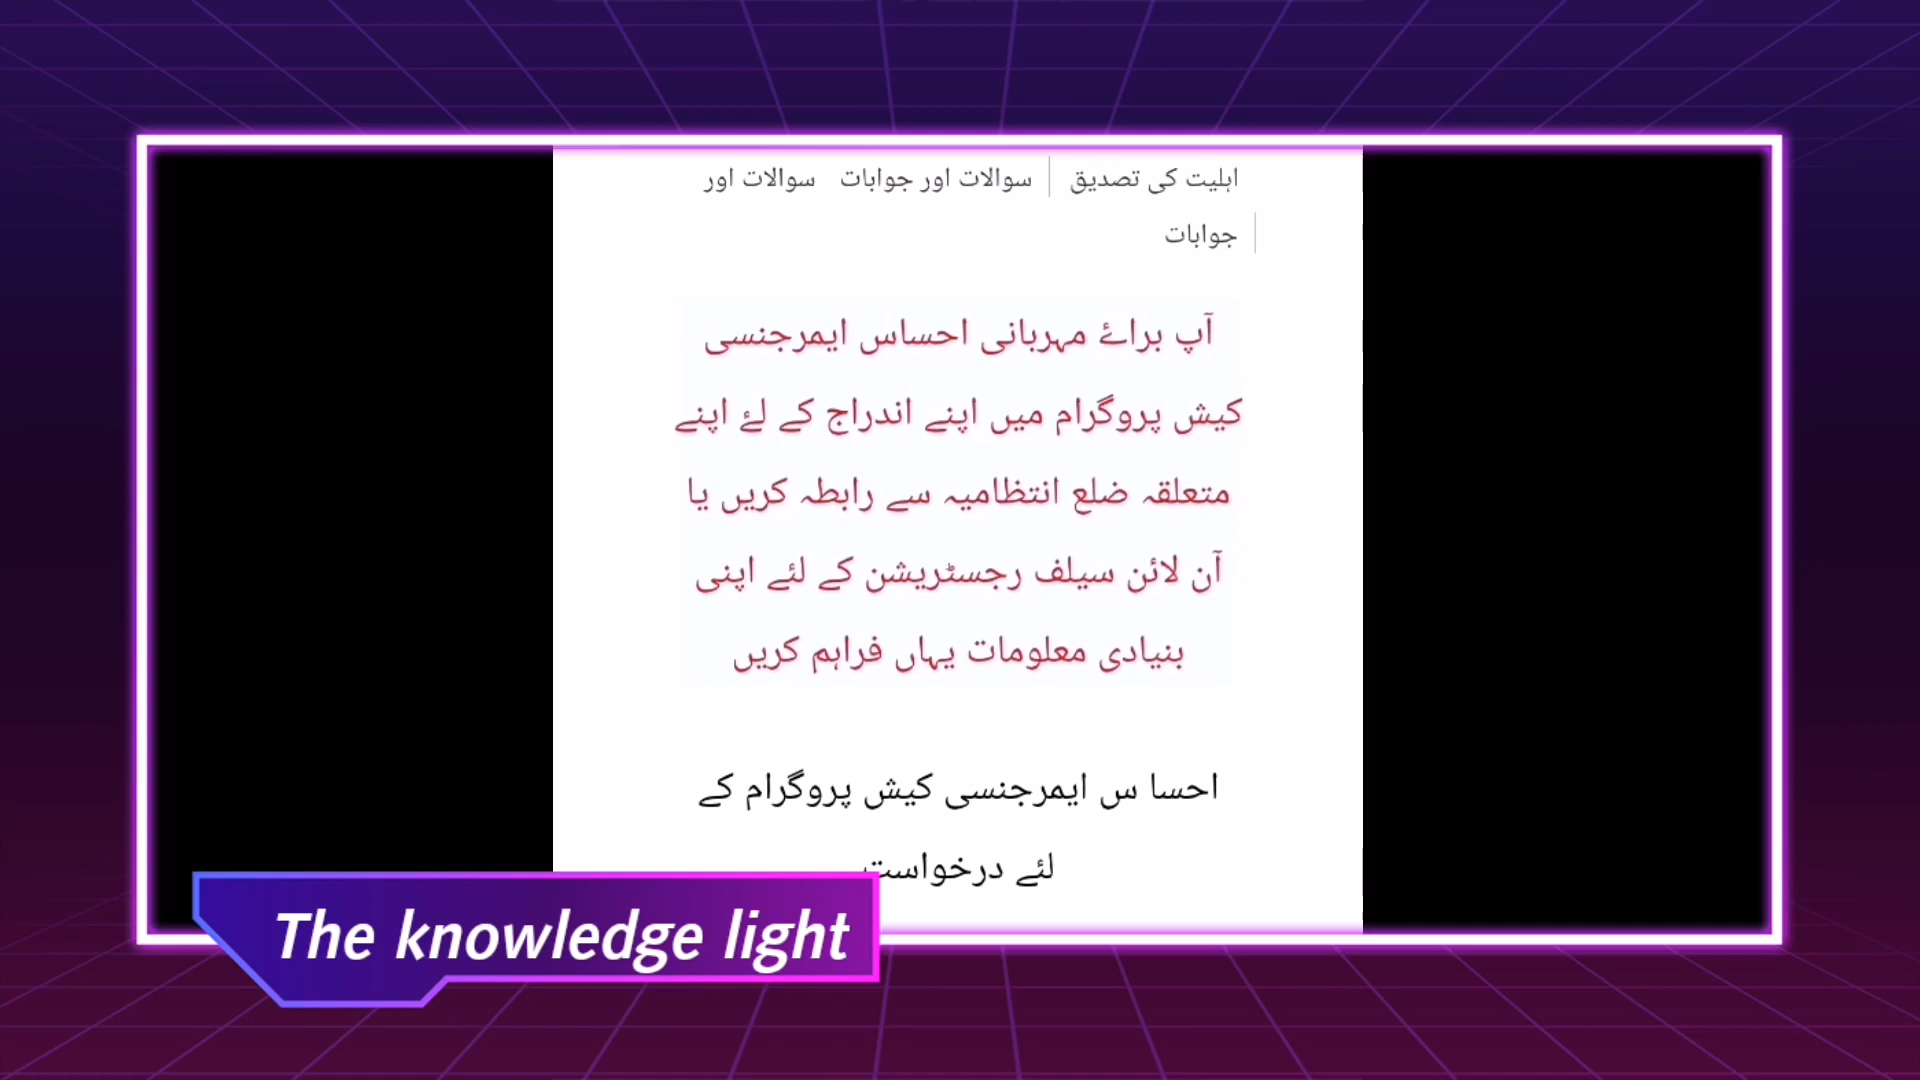 اہلیت کی تصدیق سوالات اور جوابات سوالات اور
جوابات
آپ براۓ مہربانی احساس ایمرجنسی
کیش پروگرام میں اپنے اندراج کے لۓ اپنے
متعلقہ ضلع انتظامیہ سے رابطہ کریں یا
آن لائن سیلف رجسٹریشن کے لئے اپنی
بنیادی معلومات یہاں فراہم کریں
احسا س ایمرجنسی کیش پروگرام کے
لئے درخواست
The knowledge light